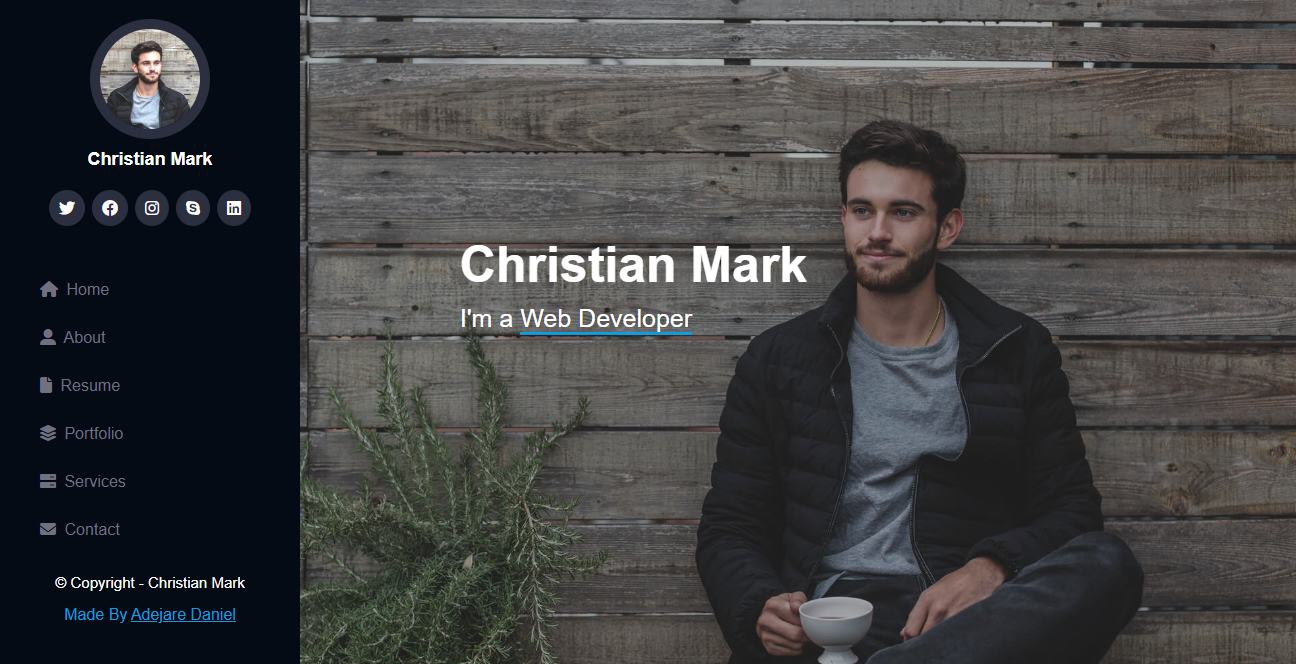 Christian Mark
Home
About
Resume
Portfolio
Services
Contact
© Copyright - Christian Mark
Made By Adejare Daniel
Christian Mark
I'm a Web Developer